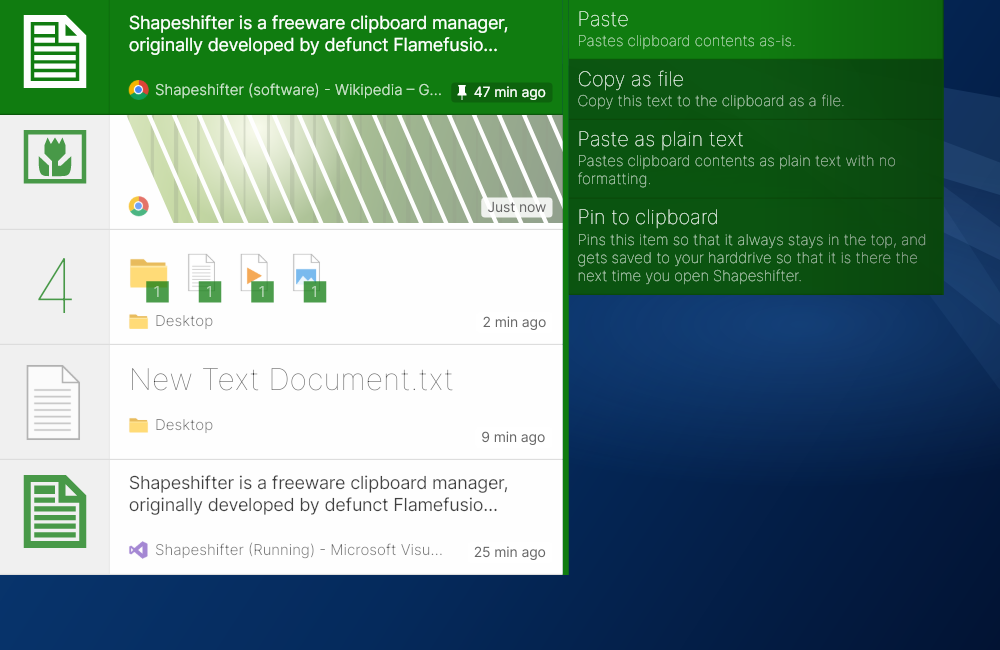 Shapeshifter is a freeware clipboard manager,
originally developed by defunct Flamefusio...
Shapeshifter (software) - Wikipedia – G...
47 min ago
Just now
4
1
1
1
1
Desktop
2 min ago
New Text Document.txt
Desktop
9 min ago
Shapeshifter is a freeware clipboard manager,
originally developed by defunct Flamefusio...
Shapeshifter (Running) - Microsoft Visu...
25 min ago
Paste
Pastes clipboard contents as-is.
Copy as file
Copy this text to the clipboard as a file.
Paste as plain text
Pastes clipboard contents as plain text with no
formatting.
Pin to clipboard
Pins this item so that it always stays in the top, and
gets saved to your harddrive so that it is there the
next time you open Shapeshifter.